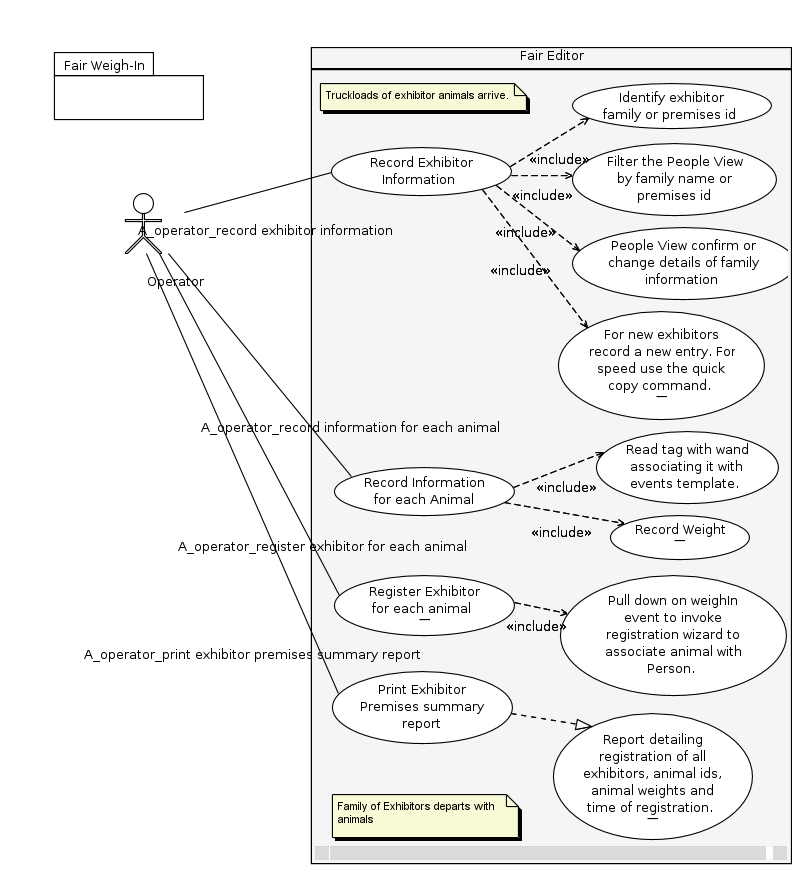 Fair Editor
Fair Weigh-In
Truckloads of exhibitor animals arrive.
Identify exhibitor
family or premises id
Record Exhibitor
Information
«include»
Filter the People View
by family name or
premises id
«include»
A_operator_record exhibitor information
«include»
People View confirm or
change details of family
information
«include»
Operator
For new exhibitors
record a new entry. For
speed use the quick
copy command.
A_operator_record information for each animal
Read tag with wand
associating it with
events template.
Record Information
for each Animal
«include»
Record Weight
«include»
A_operator_register exhibitor for each animal
Register Exhibitor
for each animal
«include»
Pull down on weighIn
event to invoke
registration wizard to
associate animal with
Person.
A_operator_print exhibitor premises summary report
Print Exhibitor
Premises summary
report
Report detailing
registration of all
exhibitors, animal ids,
animal weights and
time of registration.
Family of Exhibitors departs with
animals